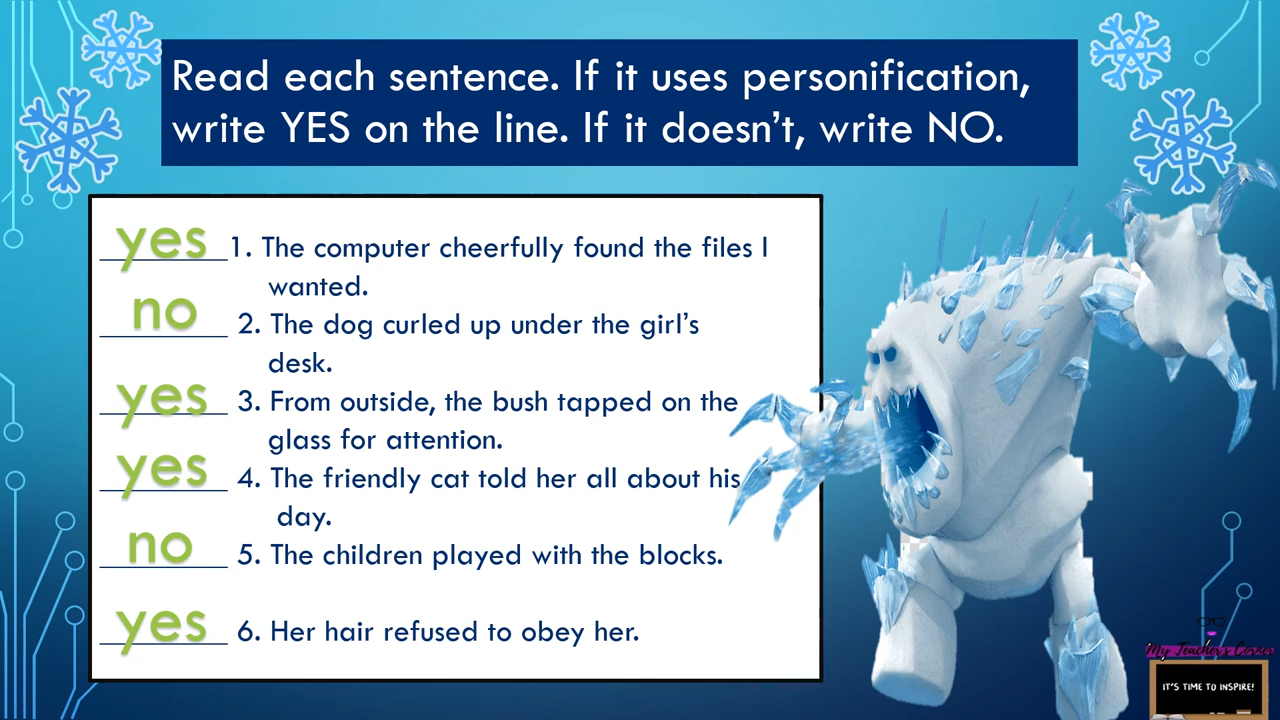 Read each sentence. If it uses personification,
write YES on the line. If it doesn't, write NO.
yes 1. The computer cheerfully found the files I
wanted.
no 2. The dog curled up under the girl's
desk.
yes 3. From outside, the bush tapped on the
glass for attention.
yes 4. The friendly cat told her all about his
day.
no 5. The children played with the blocks.
yes 6. Her hair refused to obey her.
My Teacher's Corner
IT'S TIME TO INSPIRE!